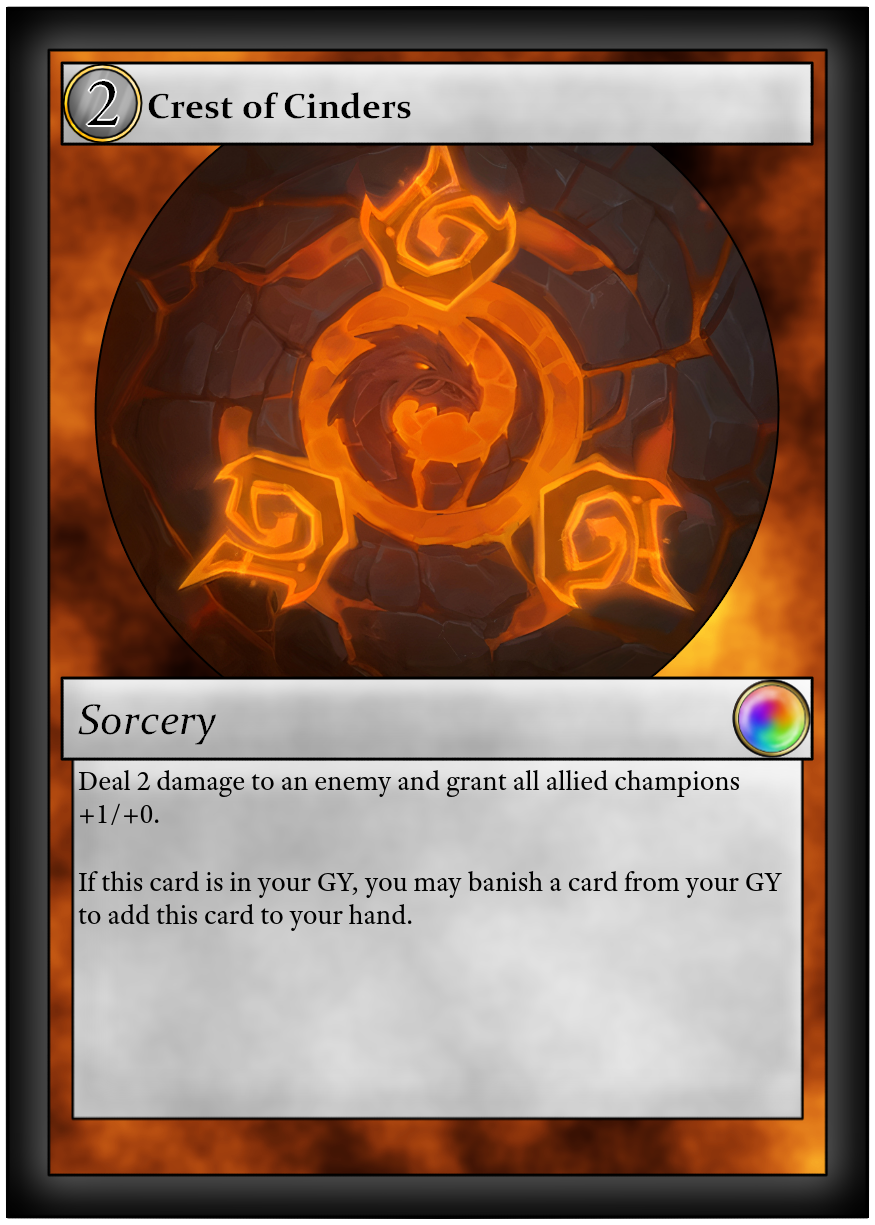 2 Crest of Cinders
Sorcery
Deal 2 damage to an enemy and grant all allied champions
+1/+0.
If this card is in your GY, you may banish a card from your GY
to add this card to your hand.